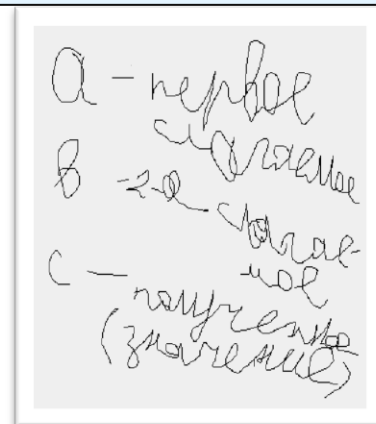 а - первое
слагаемое
в - 2-е слагае-
мое
с - полученное
(значение)